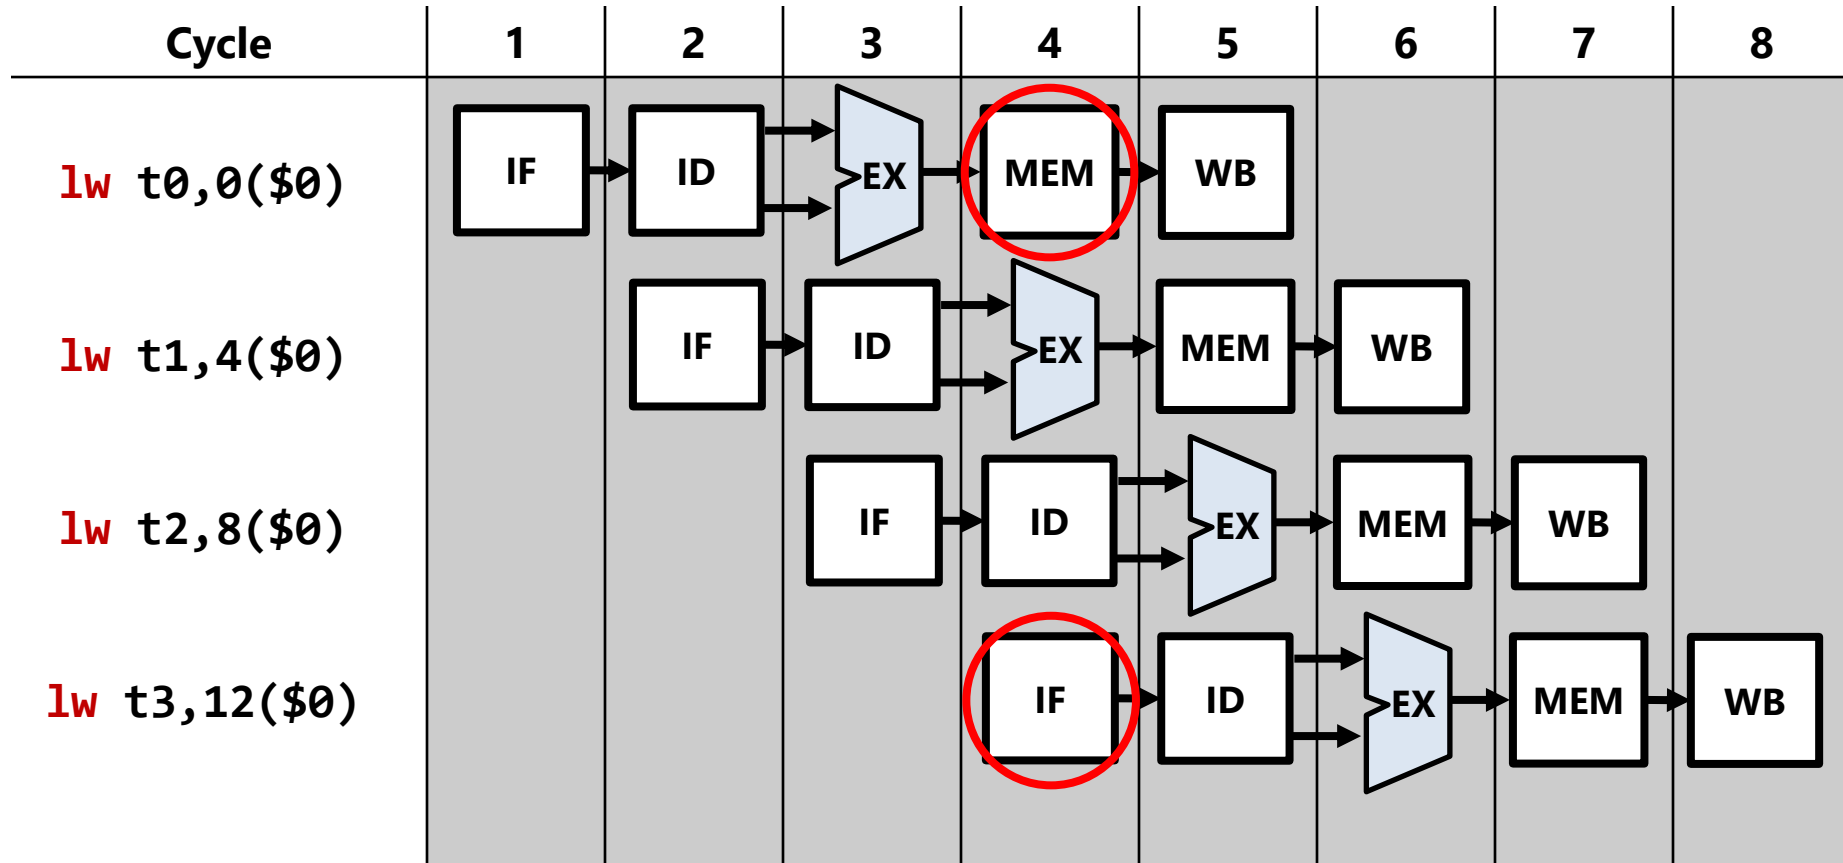 Cycle 1 2 3 4 5 6 7 8
lw t0,0($0) IF ID EX MEM WB
lw t1,4($0) IF ID EX MEM WB
lw t2,8($0) IF ID EX MEM WB
lw t3,12($0) IF ID EX MEM WB